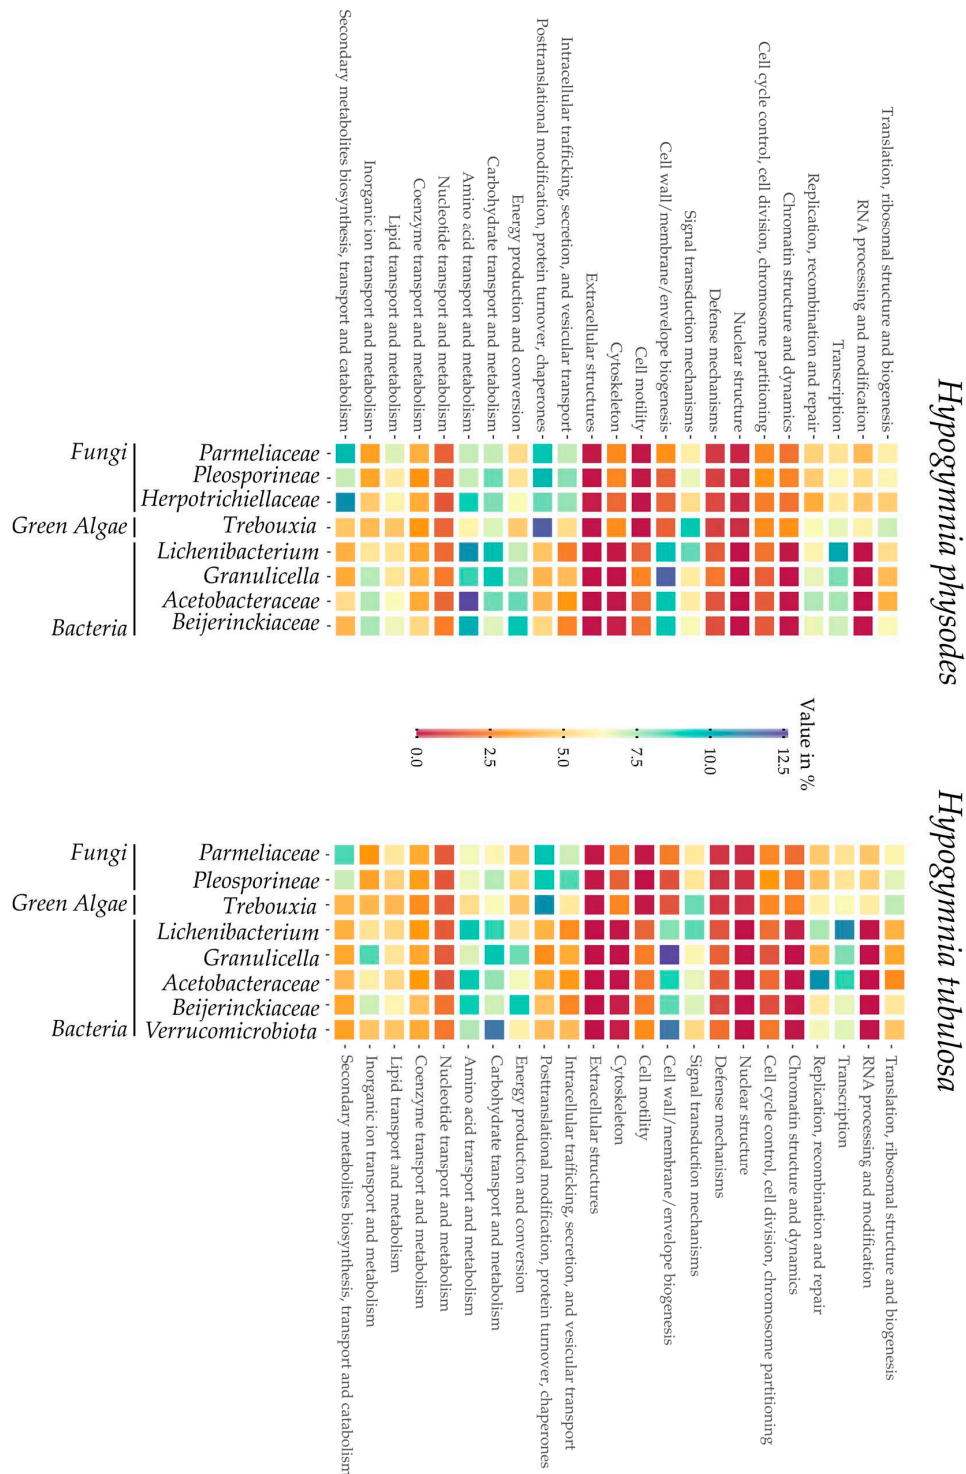 Hypogymnia physodes
Translation, ribosomal structure and biogenesis
RNA processing and modification
Transcription
Replication, recombination and repair
Chromatin structure and dynamics
Cell cycle control, cell division, chromosome partitioning
Nuclear structure
Defense mechanisms
Signal transduction mechanisms
Cell wall/membrane/envelope biogenesis
Cell motility
Cytoskeleton
Extracellular structures
Intracellular trafficking, secretion, and vesicular transport
Posttranslational modification, protein turnover, chaperones
Energy production and conversion
Carbohydrate transport and metabolism
Amino acid transport and metabolism
Nucleotide transport and metabolism
Coenzyme transport and metabolism
Lipid transport and metabolism
Inorganic ion transport and metabolism
Secondary metabolites biosynthesis, transport and catabolism
Parmeliaceae
Pleosporineae
Herpotrichiellaceae
Trebouxia
Lichenibacterium
Granulicella
Acetobacteraceae
Beijerinckiaceae
Fungi
Green Algae
Bacteria
Value in %
0.0
2.5
5.0
7.5
10.0
12.5
Hypogymnia tubulosa
Translation, ribosomal structure and biogenesis
RNA processing and modification
Transcription
Replication, recombination and repair
Chromatin structure and dynamics
Cell cycle control, cell division, chromosome partitioning
Nuclear structure
Defense mechanisms
Signal transduction mechanisms
Cell wall/membrane/envelope biogenesis
Cell motility
Cytoskeleton
Extracellular structures
Intracellular trafficking, secretion, and vesicular transport
Posttranslational modification, protein turnover, chaperones
Energy production and conversion
Carbohydrate transport and metabolism
Amino acid transport and metabolism
Nucleotide transport and metabolism
Coenzyme transport and metabolism
Lipid transport and metabolism
Inorganic ion transport and metabolism
Secondary metabolites biosynthesis, transport and catabolism
Parmeliaceae
Pleosporineae
Trebouxia
Lichenibacterium
Granulicella
Acetobacteraceae
Beijerinckiaceae
Verrucomicrobiota
Fungi
Green Algae
Bacteria